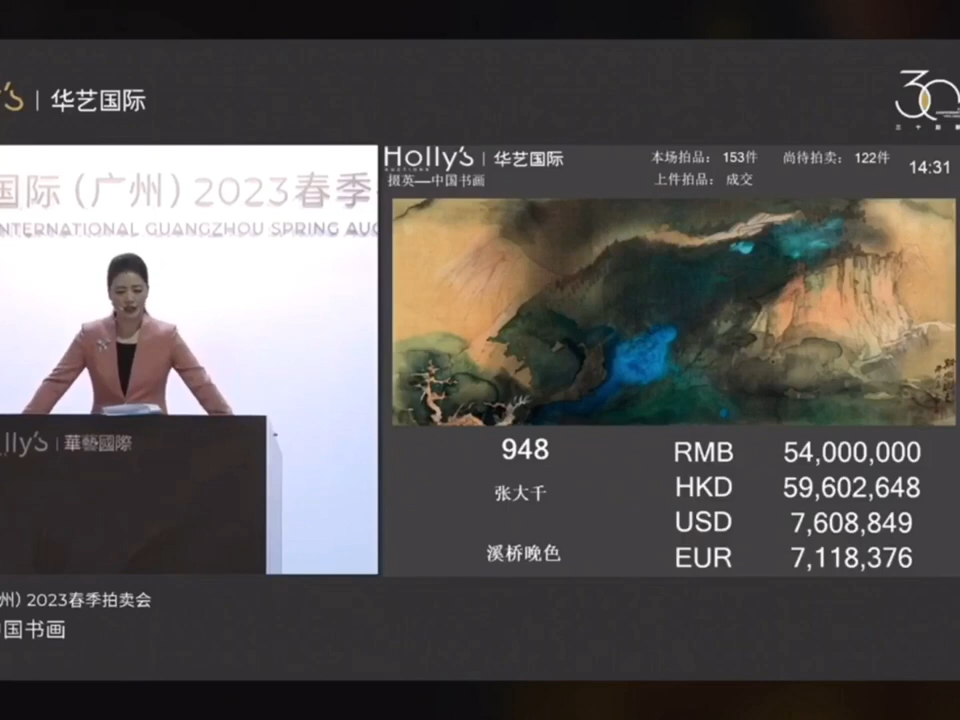 's | 华艺国际
30
Holly's | 华艺国际
AUCTIONS
撷英—中国书画
本场拍品： 153件 尚待拍卖： 122件
上件拍品： 成交
14:31
国际（广州）2023春季
INTERNATIONAL GUANGZHOU SPRING AUC
lly's | 華藝國際
948
张大千
溪桥晚色
RMB 54,000,000
HKD 59,602,648
USD 7,608,849
EUR 7,118,376
州）2023春季拍卖会
中国书画